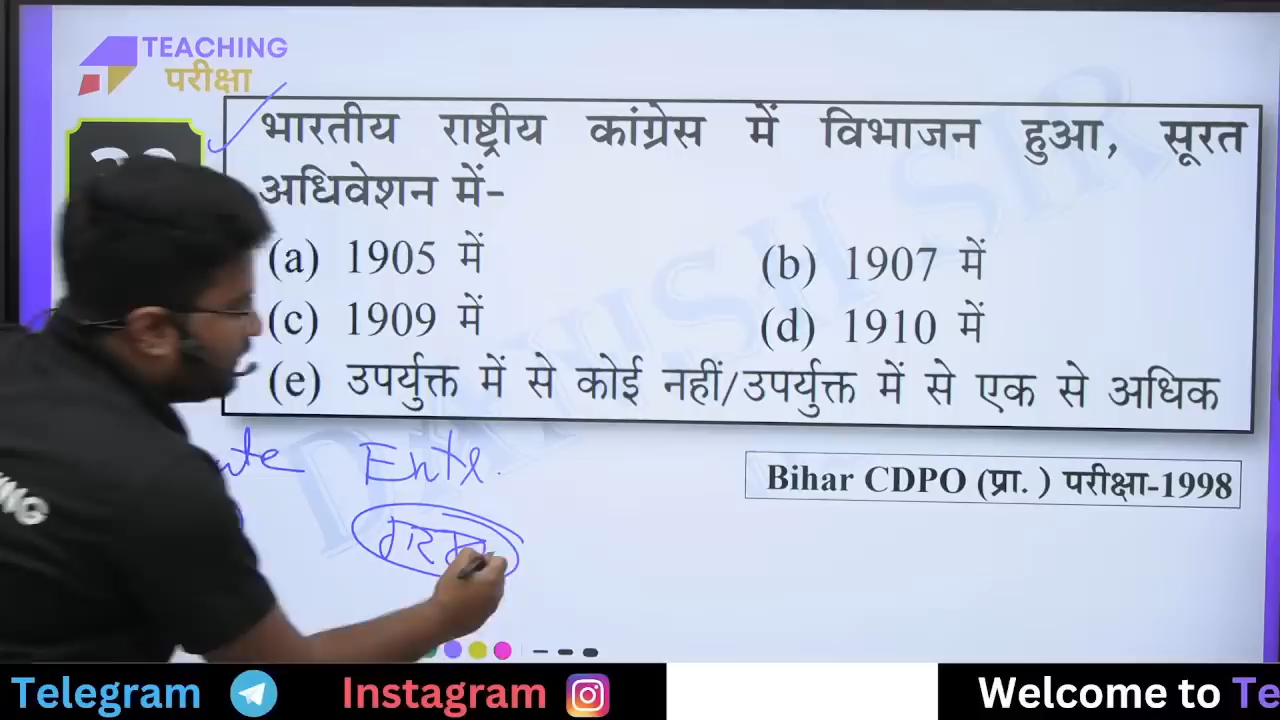 TEACHING
परीक्षा
भारतीय राष्ट्रीय कांग्रेस में विभाजन हुआ, सूरत
अधिवेशन में-
(a) 1905 में
(b) 1907 में
(c) 1909 में
(d) 1910 में
(e) उपर्युक्त में से कोई नहीं/उपर्युक्त में से एक से अधिक
Bihar CDPO (प्रा. ) परीक्षा-1998
Telegram
Instagram
Welcome to Te